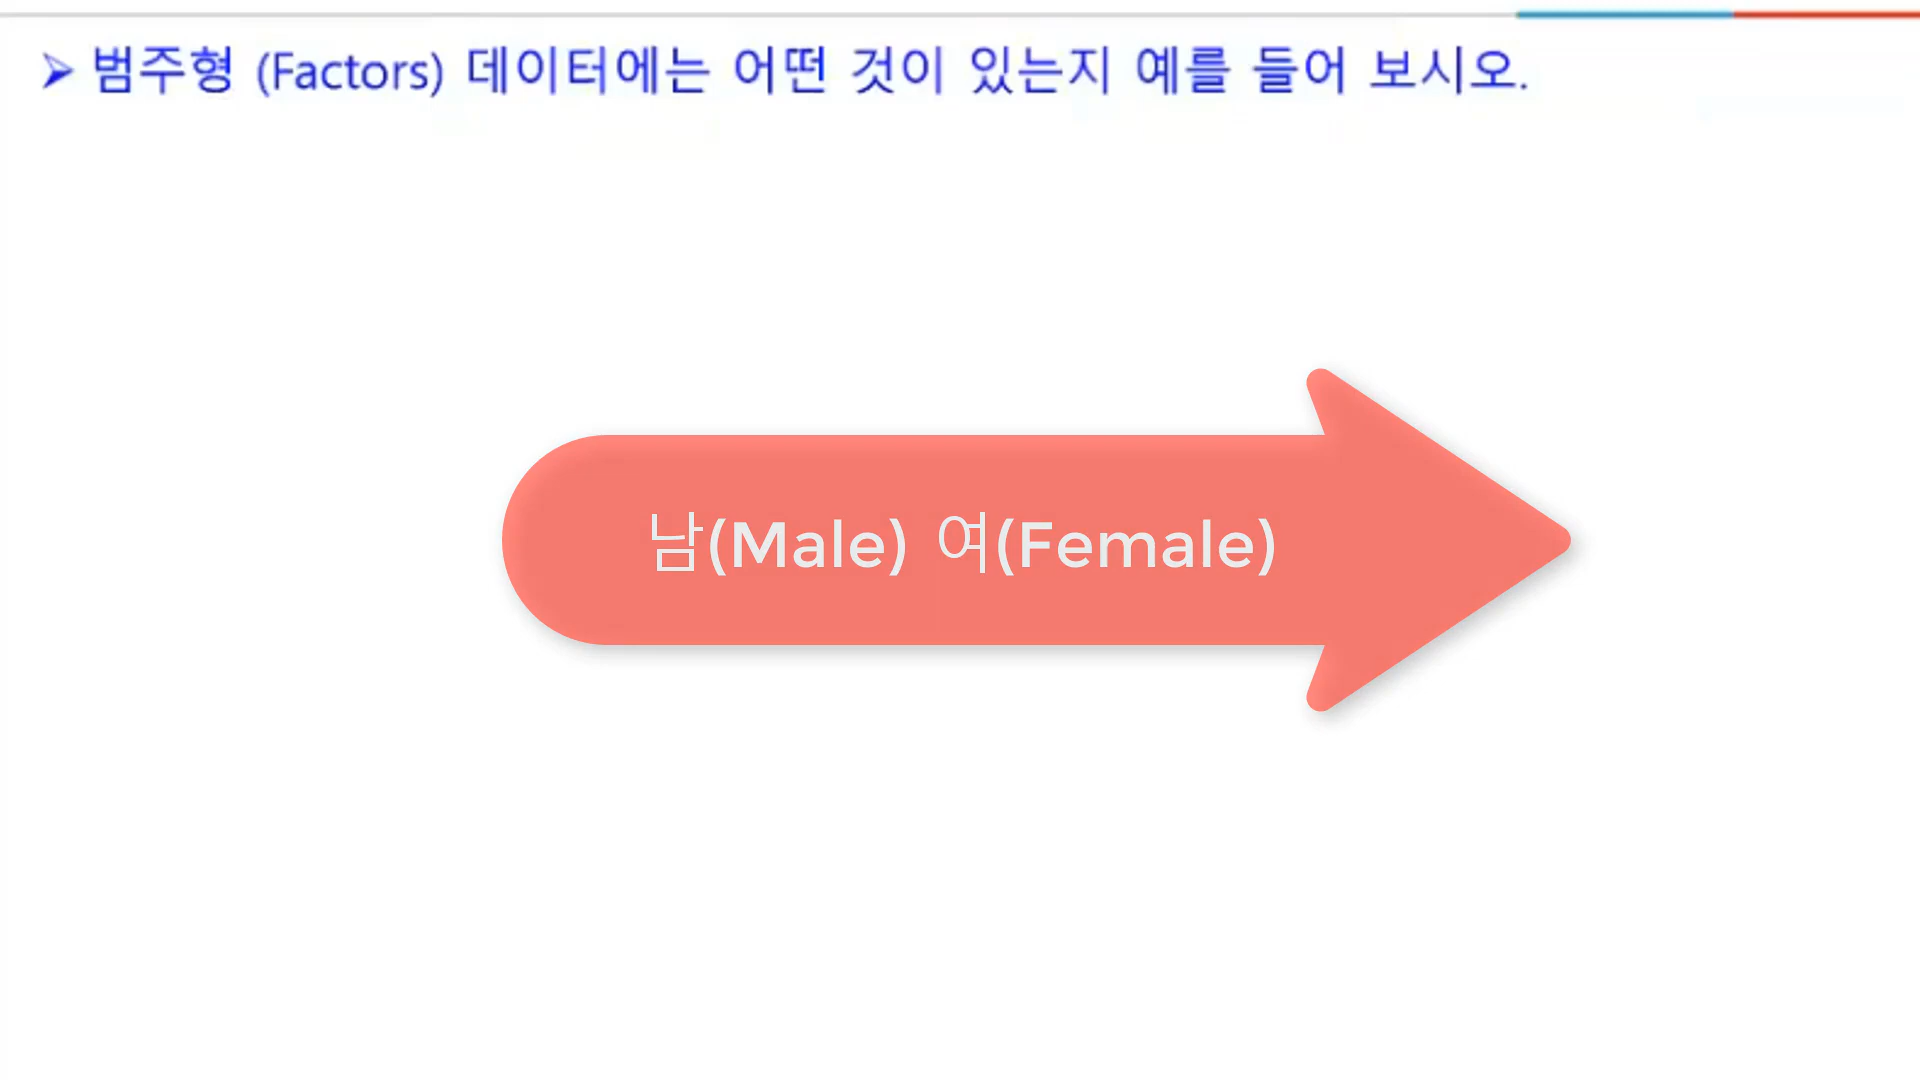 ➢ 범주형 (Factors) 데이터에는 어떤 것이 있는지 예를 들어 보시오.
남(Male) 여(Female)